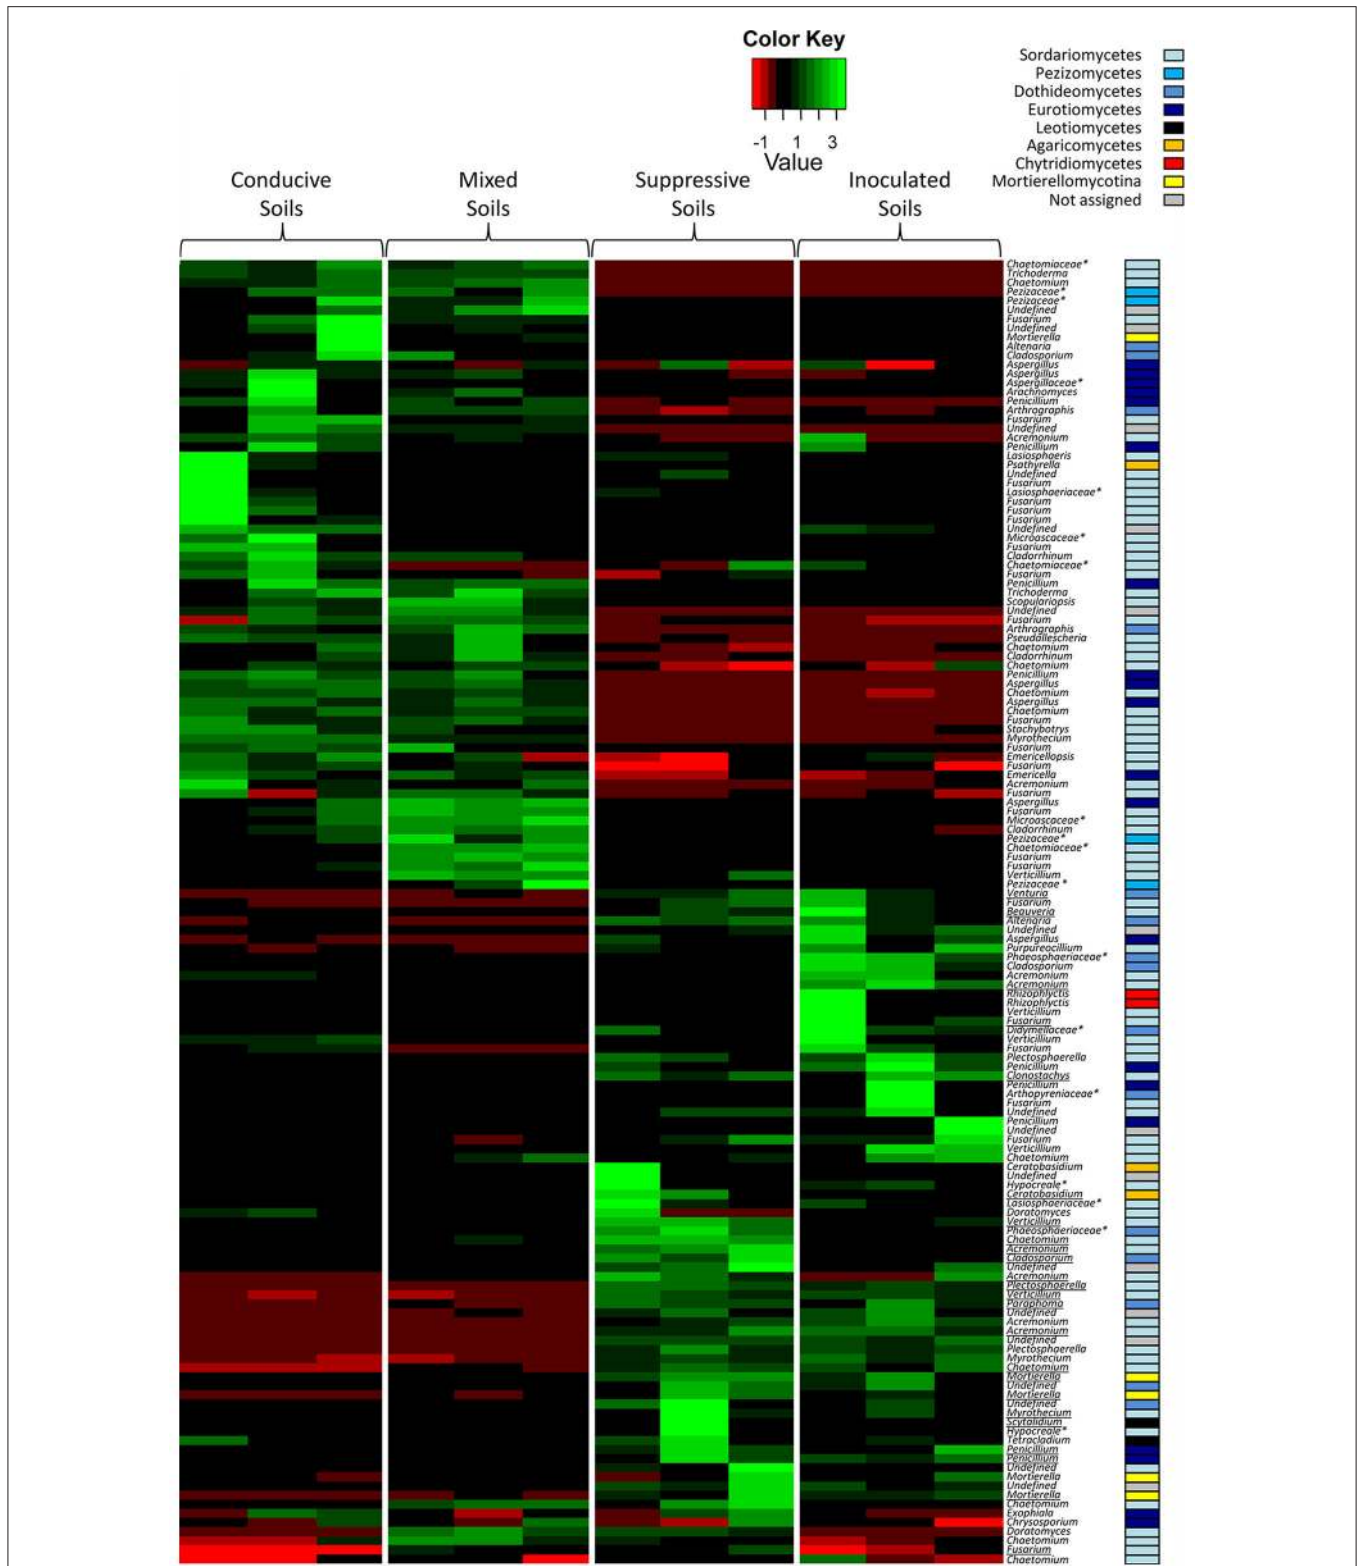 Color Key
-1 1 3
Value
Sordariomycetes
Pezizomycetes
Dothideomycetes
Eurotiomycetes
Leotiomycetes
Agaricomycetes
Chytridiomycetes
Mortierellomycotina
Not assigned
Conducive
Soils
Mixed
Soils
Suppressive
Soils
Inoculated
Soils
Chaetomiaceae*
Trichoderma
Chaetomium
Pezizaceae*
Pezizaceae*
Undefined
Fusarium
Undefined
Mortierella
Altenaria
Cladosporium
Aspergillus
Aspergillus
Aspergillaceae*
Arachnomyces
Penicillium
Arthrographis
Fusarium
Undefined
Acremonium
Penicillium
Lasiosphaeris
Psathyrella
Undefined
Fusarium
Lasiosphaeriaceae*
Fusarium
Fusarium
Fusarium
Undefined
Microascaceae*
Fusarium
Cladorrhinum
Chaetomiaceae*
Fusarium
Penicillium
Trichoderma
Scopulariopsis
Undefined
Fusarium
Arthrographis
Pseudallescheria
Chaetomium
Cladorrhinum
Chaetomium
Penicillium
Aspergillus
Chaetomium
Aspergillus
Chaetomium
Fusarium
Stachybotrys
Myrothecium
Fusarium
Emericellopsis
Fusarium
Emericella
Acremonium
Fusarium
Aspergillus
Fusarium
Microascaceae*
Cladorrhinum
Pezizaceae*
Chaetomiaceae*
Fusarium
Fusarium
Verticillium
Pezizaceae *
Venturia
Fusarium
Beauveria
Altenaria
Undefined
Aspergillus
Purpureocillium
Phaeosphaeriaceae*
Cladosporium
Acremonium
Acremonium
Rhizophlyctis
Rhizophlyctis
Verticillium
Fusarium
Didymellaceae*
Verticillium
Fusarium
Plectosphaerella
Penicillium
Clonostachys
Penicillium
Arthopyreniaceae*
Fusarium
Undefined
Penicillium
Undefined
Fusarium
Verticillium
Chaetomium
Ceratobasidium
Undefined
Hypocreale*
Ceratobasidium
Lasiosphaeriaceae*
Doratomyces
Verticillium
Phaeosphaeriaceae*
Chaetomium
Acremonium
Cladosporium
Undefined
Acremonium
Plectosphaerella
Verticillium
Paraphoma
Undefined
Acremonium
Acremonium
Undefined
Plectosphaerella
Myrothecium
Chaetomium
Mortierella
Undefined
Mortierella
Undefined
Myrothecium
Scytalidium
Hypocreale*
Tetracladium
Penicillium
Penicillium
Undefined
Mortierella
Undefined
Mortierella
Chaetomium
Exophiala
Chrysosporium
Doratomyces
Chaetomium
Fusarium
Chaetomium